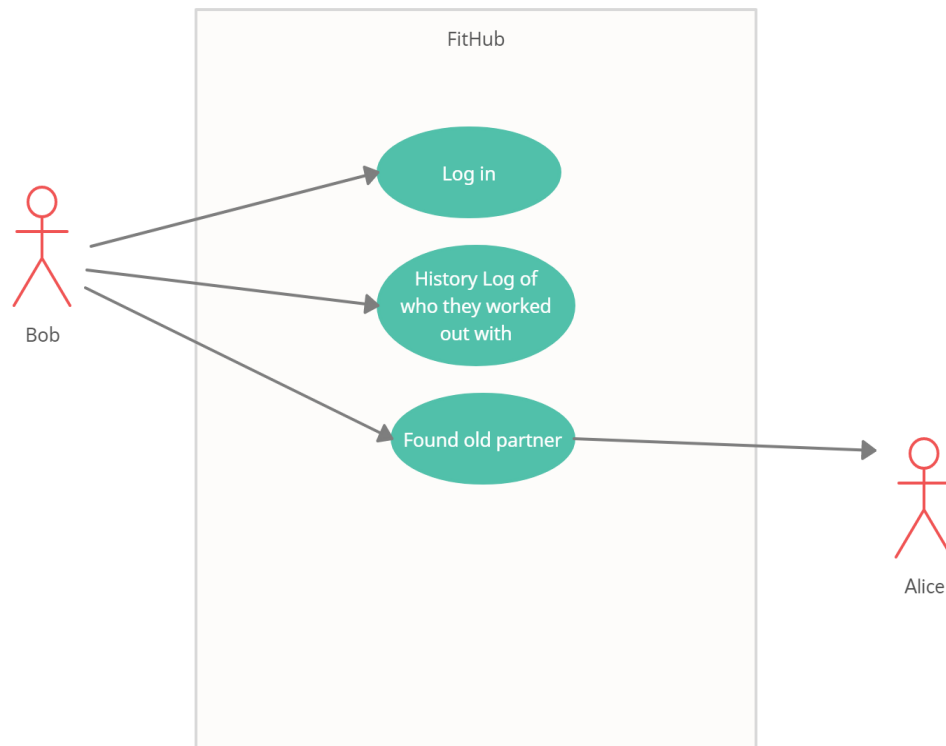 FitHub
Log in
History Log of
who they worked
out with
Bob
Found old partner
Alice